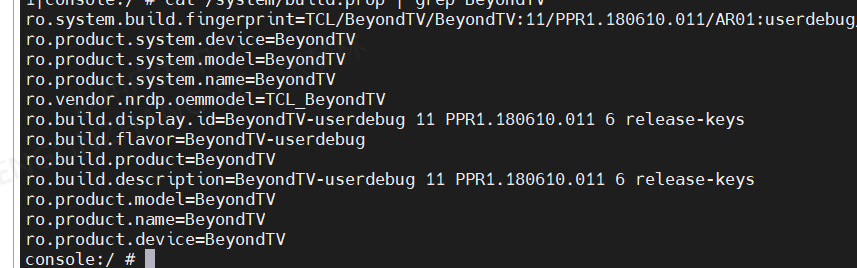 1|console:/ # cat /system/build.prop | grep BeyondTV
ro.system.build.fingerprint=TCL/BeyondTV/BeyondTV:11/PPR1.180610.011/AR01:userdebug
ro.product.system.device=BeyondTV
ro.product.system.model=BeyondTV
ro.product.system.name=BeyondTV
ro.vendor.nrdp.oemmodel=TCL_BeyondTV
ro.build.display.id=BeyondTV-userdebug 11 PPR1.180610.011 6 release-keys
ro.build.flavor=BeyondTV-userdebug
ro.build.product=BeyondTV
ro.build.description=BeyondTV-userdebug 11 PPR1.180610.011 6 release-keys
ro.product.model=BeyondTV
ro.product.name=BeyondTV
ro.product.device=BeyondTV
console:/ #